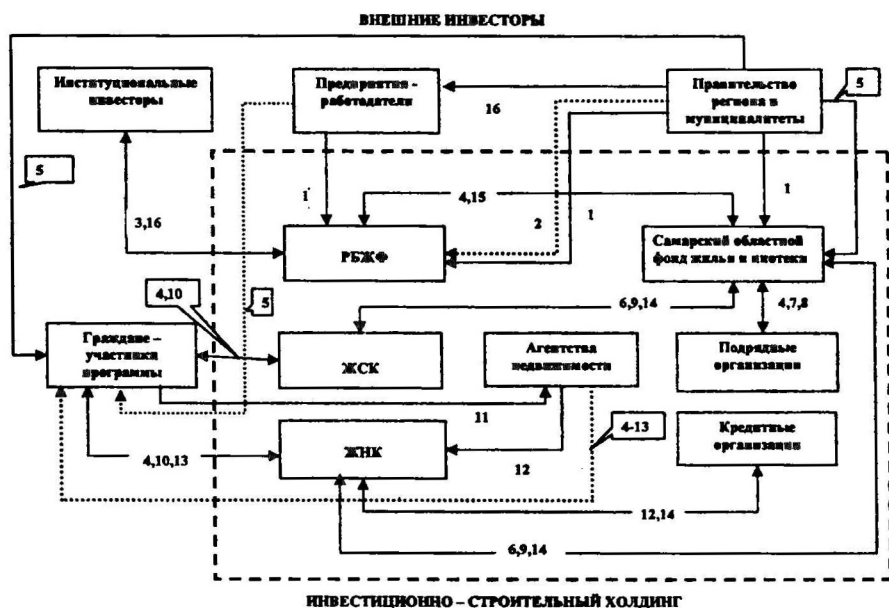 ВНЕШНИЕ ИНВЕСТОРЫ
Институциональные
инвесторы
Предприятия -
работодатели
Правительство
региона и
муниципалитеты
5
16
5
1
4,15
2
1
1
3,16
РБЖФ
Самарский областной
фонд жилья и ипотеки
4,10
5
6,9,14
4,7,8
Граждане –
участники
программы
ЖСК
Агентства
недвижимости
Подрядные
организации
11
4-13
ЖНК
Кредитные
организации
4,10,13
12
12,14
6,9,14
ИНВЕСТИЦИОННО – СТРОИТЕЛЬНЫЙ ХОЛДИНГ